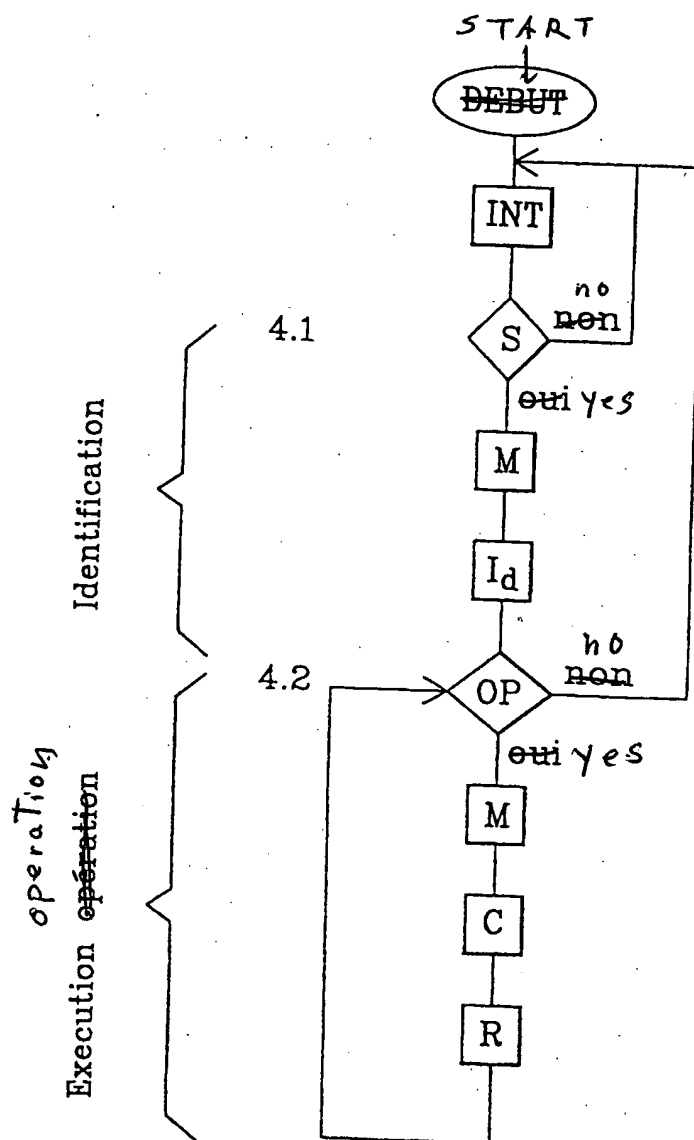 START
DEBUT
INT
no
4.1
S
non
oui yes
M
Identification
Id
no
4.2
OP
non
oui yes
M
operation
Execution opération
C
R